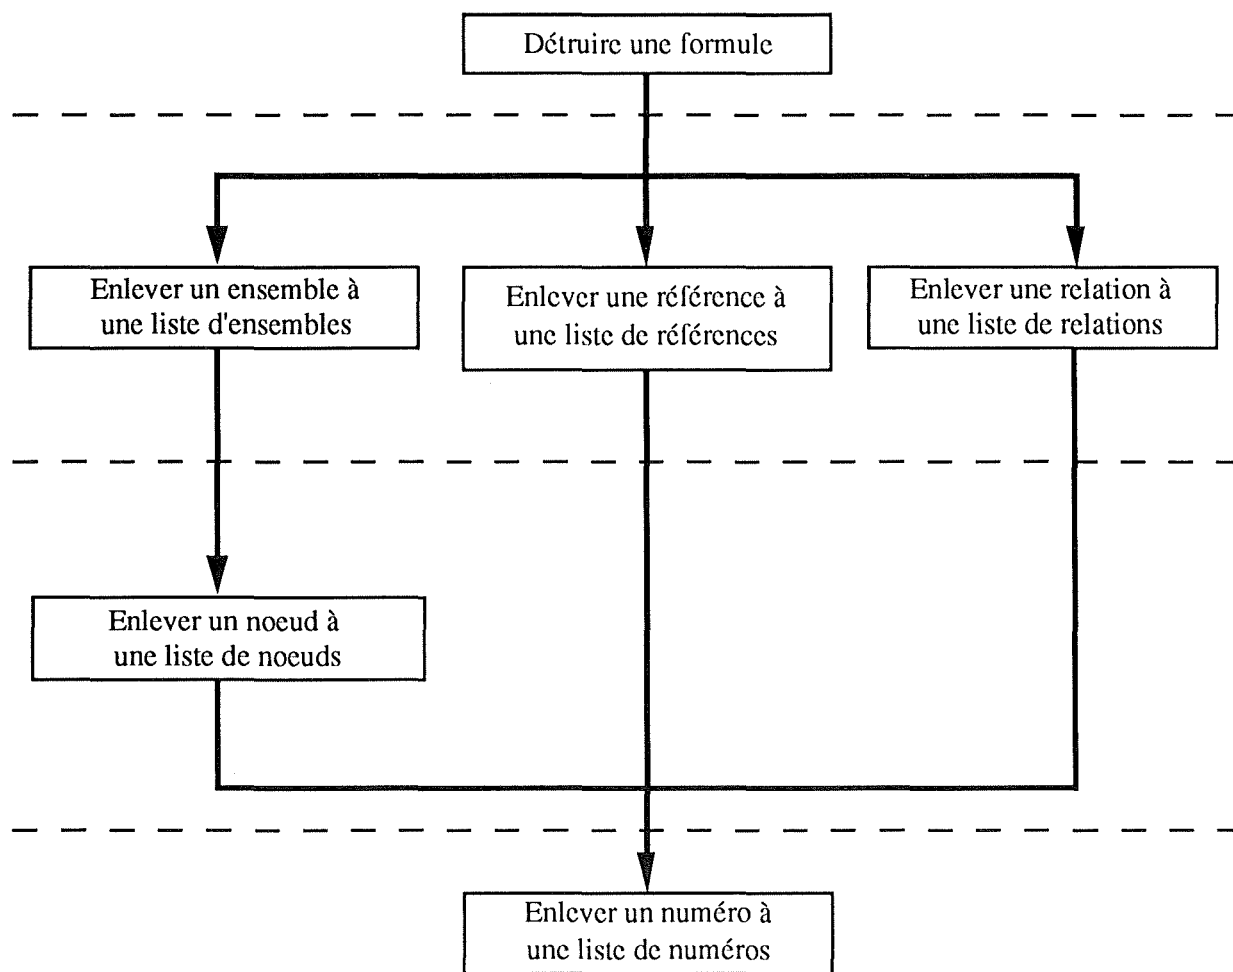 Détruire une formule
Enlever un ensemble à
une liste d'ensembles
Enlever une référence à
une liste de références
Enlever une relation à
une liste de relations
Enlever un noeud à
une liste de noeuds
Enlever un numéro à
une liste de numéros